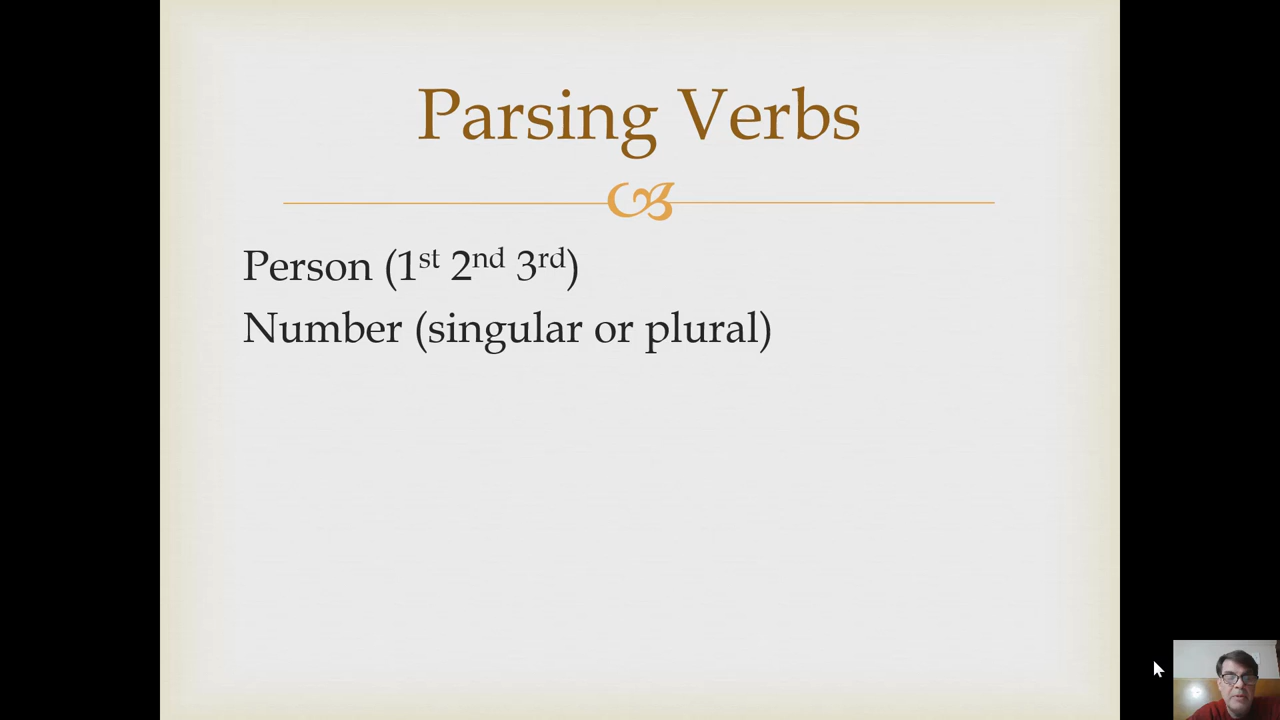 Parsing Verbs
Person (1st 2nd 3rd)
Number (singular or plural)